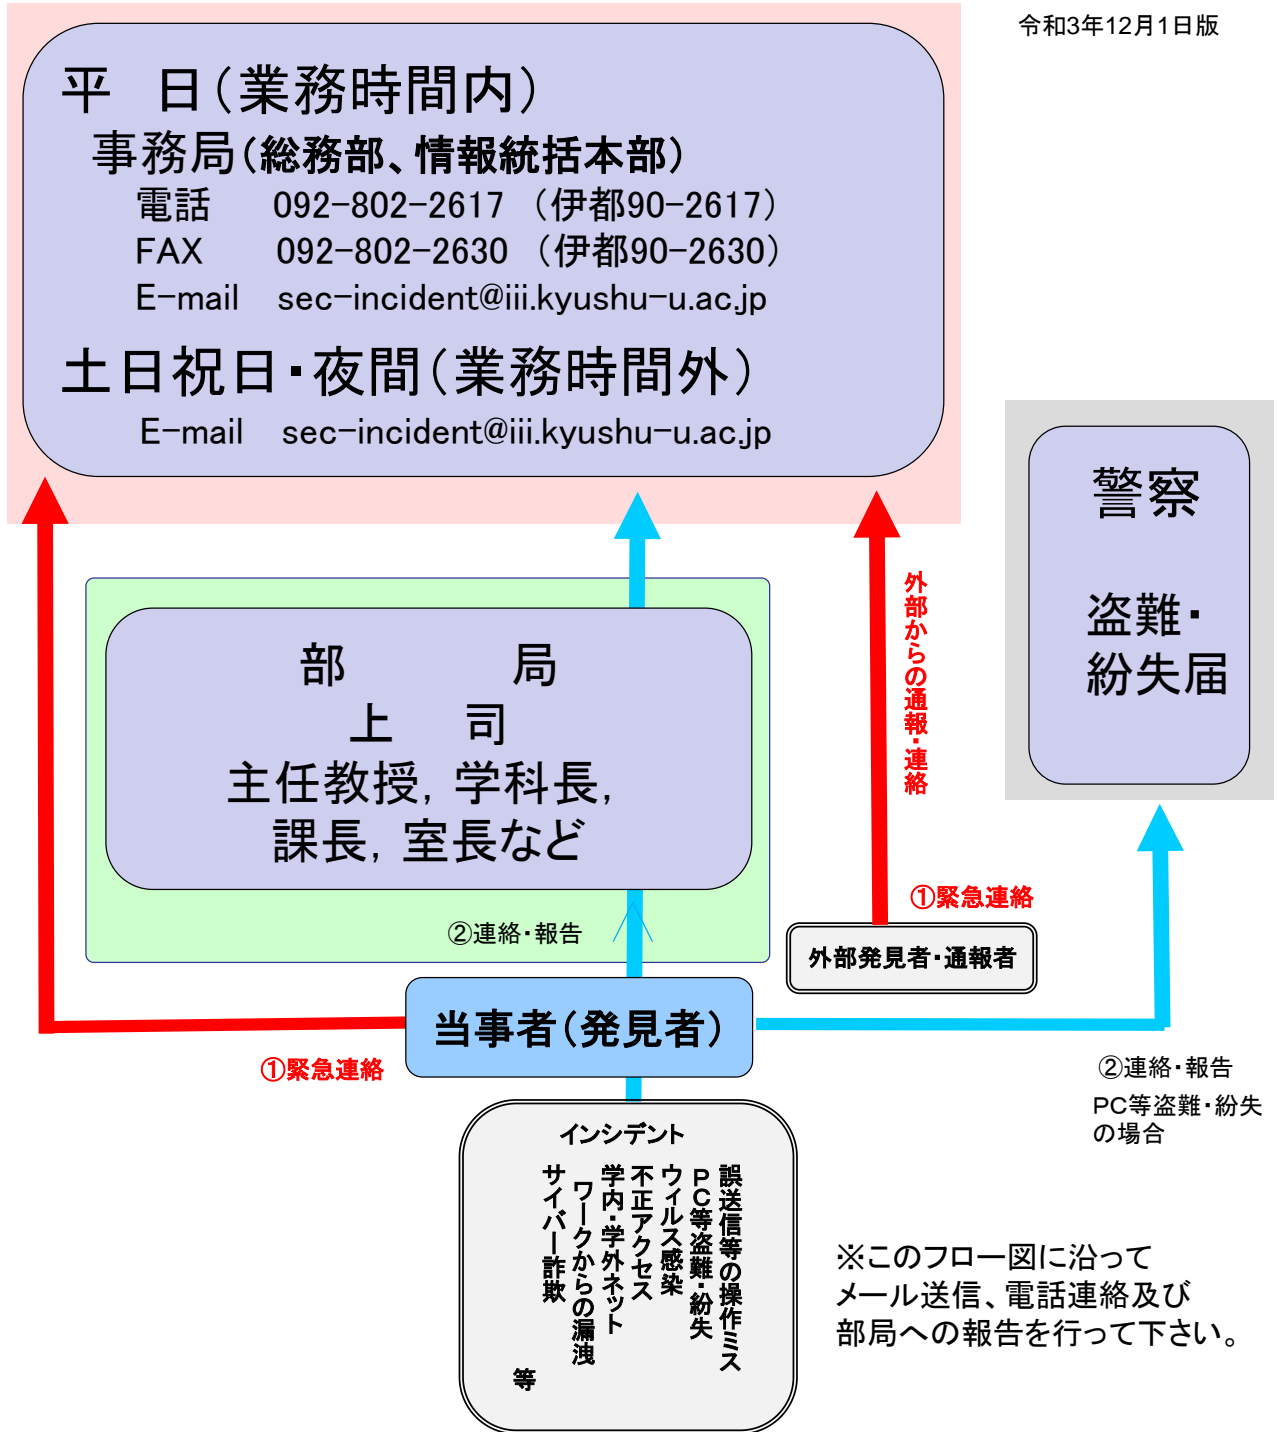 令和3年12月1日版
平　日（業務時間内）
事務局（総務部、情報統括本部）
電話　092-802-2617 （伊都90-2617）
FAX　092-802-2630 （伊都90-2630）
E-mail　sec-incident@iii.kyushu-u.ac.jp
土日祝日・夜間（業務時間外）
E-mail　sec-incident@iii.kyushu-u.ac.jp
警察
盗難・
紛失届
外部からの通報・連絡
部　　　局
上　司
主任教授，学科長，
課長，室長など
②連絡・報告
①緊急連絡
外部発見者・通報者
当事者（発見者）
①緊急連絡
②連絡・報告
PC等盗難・紛失
の場合
インシデント
誤送信等の操作ミス
ＰＣ等盗難・紛失
ウィルス感染
不正アクセス
学内・学外ネット
ワークからの漏洩
サイバー詐欺
等
※このフロー図に沿って
メール送信、電話連絡及び
部局への報告を行って下さい。